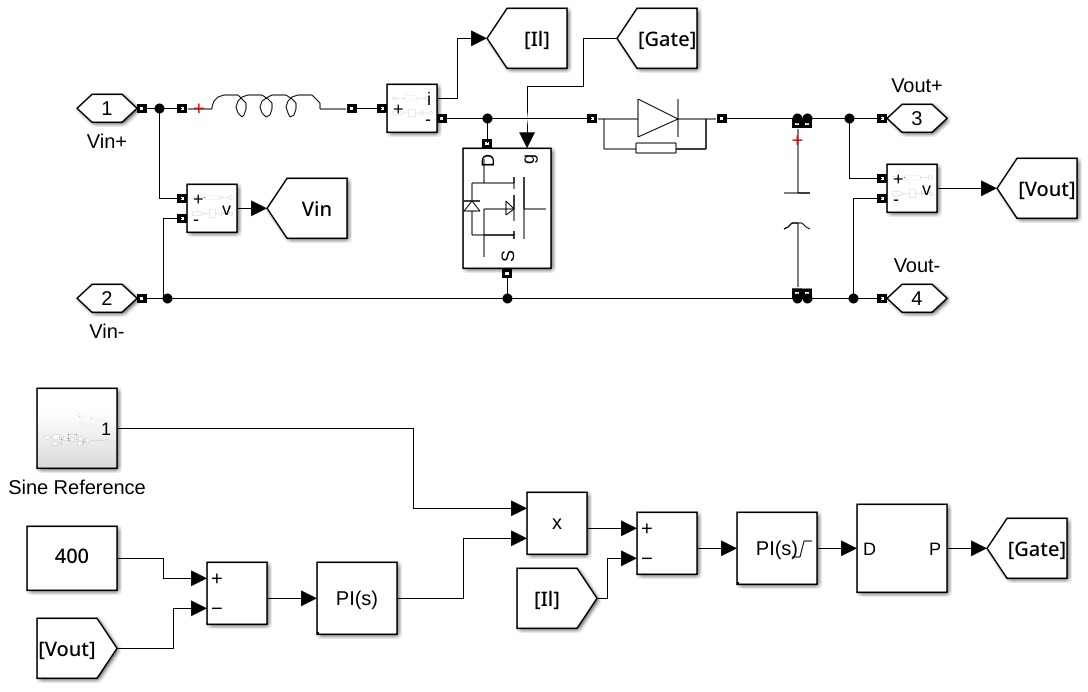 [Il]
[Gate]
1
Vin+
+
i
-
D
g
S
+
Vout+
3
+
-
v
Vin
+
+
-
v
[Vout]
2
Vin-
Vout-
4
1
Sine Reference
400
[Vout]
+
−
PI(s)
x
[Il]
+
−
PI(s)
D
P
[Gate]